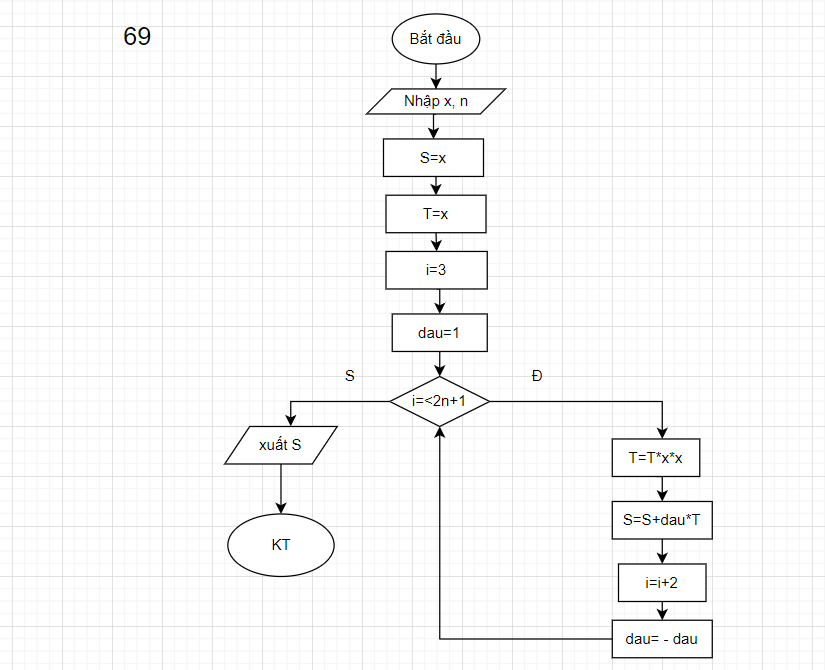 69
Bắt đầu
Nhập x, n
S=x
T=x
i=3
dau=1
S
Đ
i=<2n+1
xuất S
KT
T=T*x*x
S=S+dau*T
i=i+2
dau= - dau